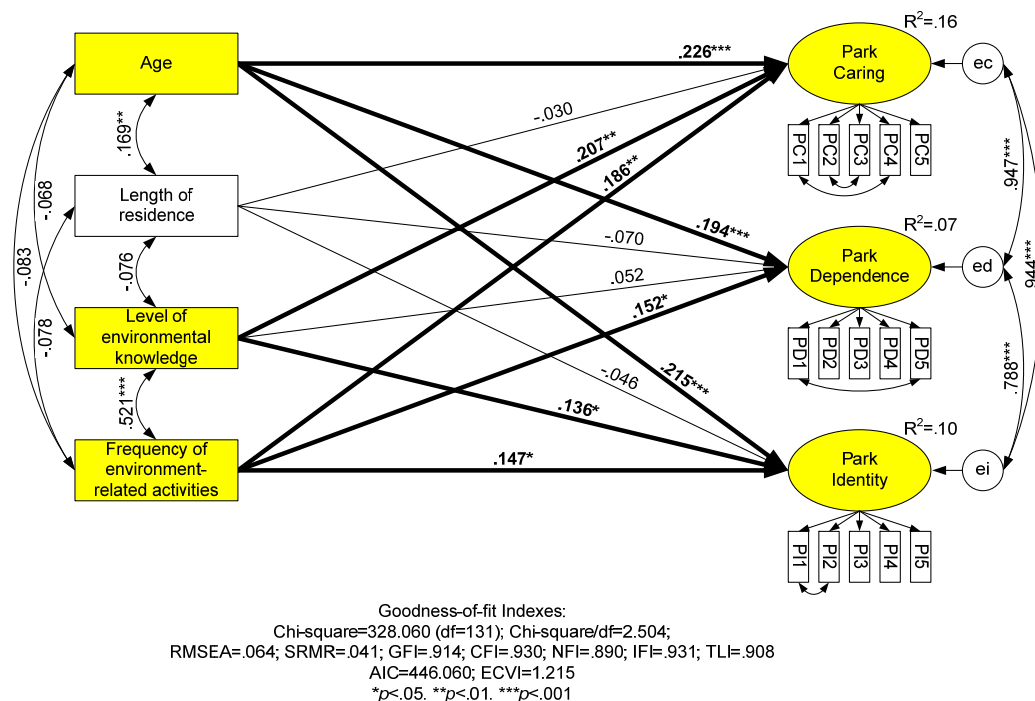 Age
Length of
residence
Level of
environmental
knowledge
Frequency of
environment-
related activities
.169**
-.068
-.083
-.076
-.078
.521***
.226***
-.030
.207**
.186**
.194***
-.070
.052
.152*
.215***
-.046
.136*
.147*
R²=.16
Park
Caring
ec
PC1
PC2
PC3
PC4
PC5
.947***
.944***
R²=.07
Park
Dependence
ed
PD1
PD2
PD3
PD4
PD5
.788***
R²=.10
Park
Identity
ei
PI1
PI2
PI3
PI4
PI5
Goodness-of-fit Indexes:
Chi-square=328.060 (df=131); Chi-square/df=2.504;
RMSEA=.064; SRMR=.041; GFI=.914; CFI=.930; NFI=.890; IFI=.931; TLI=.908
AIC=446.060; ECVI=1.215
*p<.05. **p<.01. ***p<.001